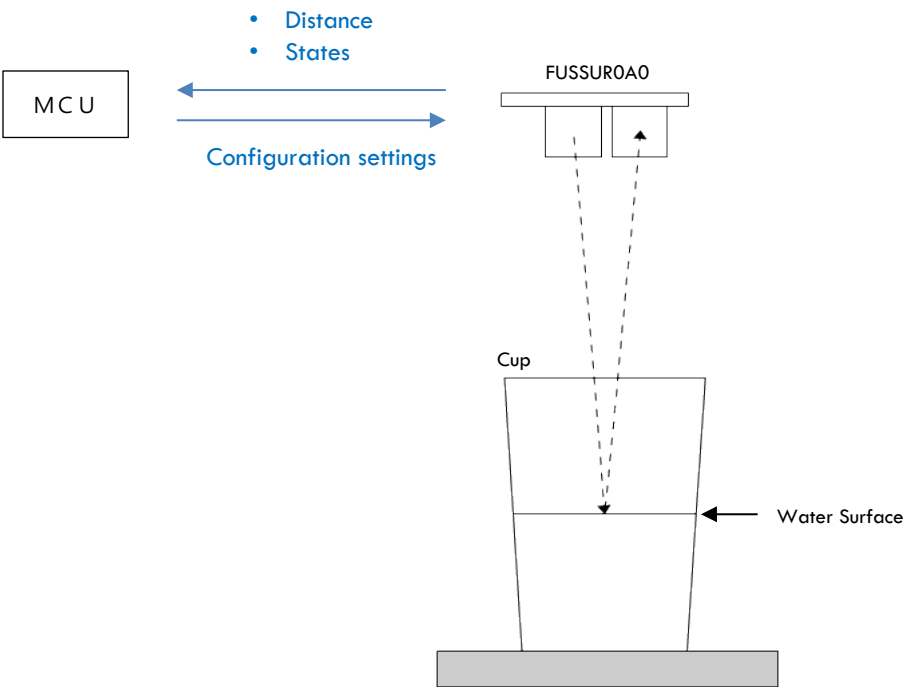 • Distance
• States
FUSSUR0A0
MCU
Configuration settings
Cup
Water Surface